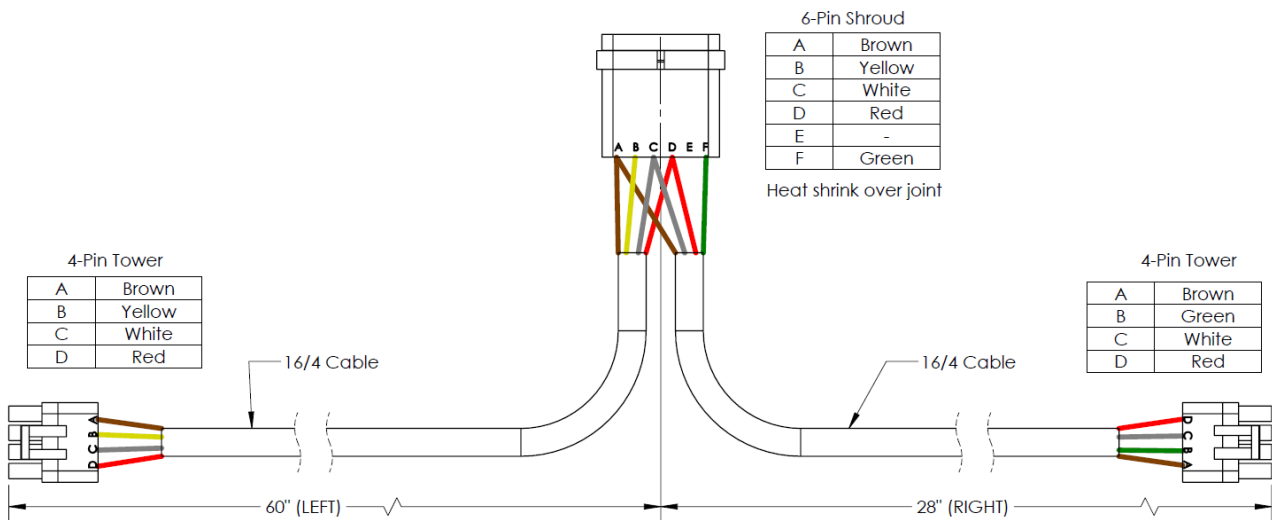 6-Pin Shroud
A Brown
B Yellow
C White
D Red
E -
F Green
Heat shrink over joint
A B C D E F
4-Pin Tower
A Brown
B Yellow
C White
D Red
4-Pin Tower
A Brown
B Green
C White
D Red
16/4 Cable
16/4 Cable
A
B
C
D
D
C
B
A
60" (LEFT)
28" (RIGHT)